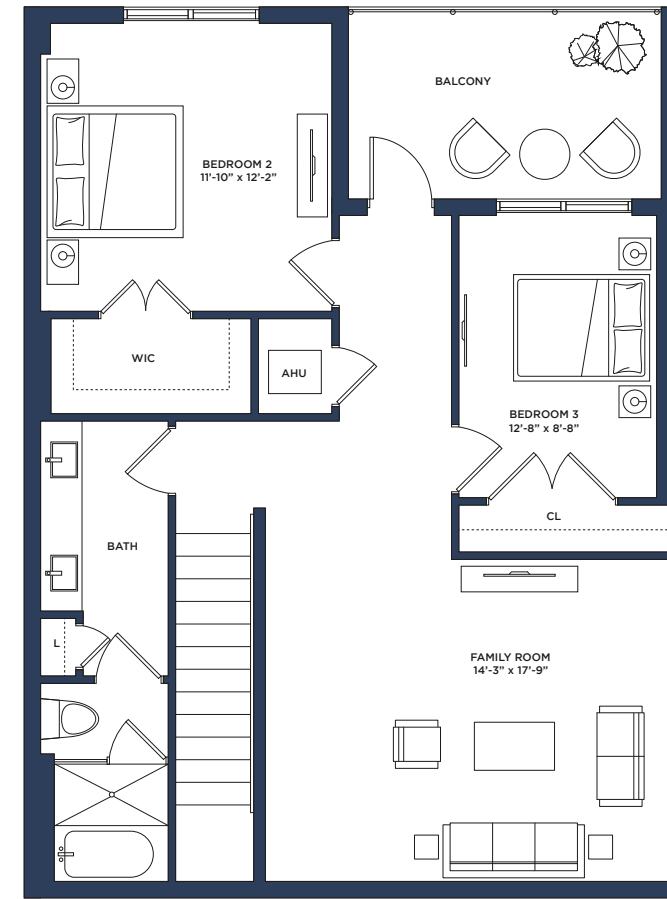 BALCONY
BEDROOM 2
11'-10” x 12'-2”
WIC
AHU
BEDROOM 3
12'-8” x 8'-8”
CL
BATH
L
FAMILY ROOM
14'-3” x 17'-9”